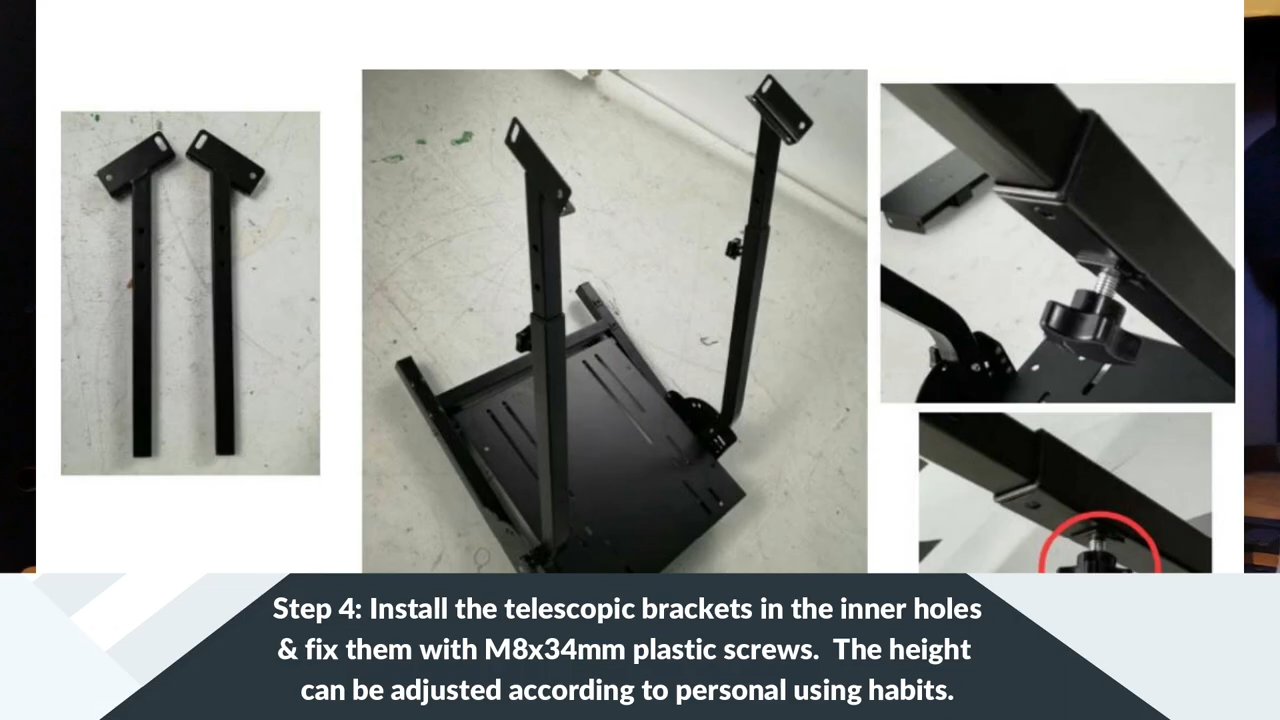 Step 4: Install the telescopic brackets in the inner holes
& fix them with M8x34mm plastic screws.  The height
can be adjusted according to personal using habits.